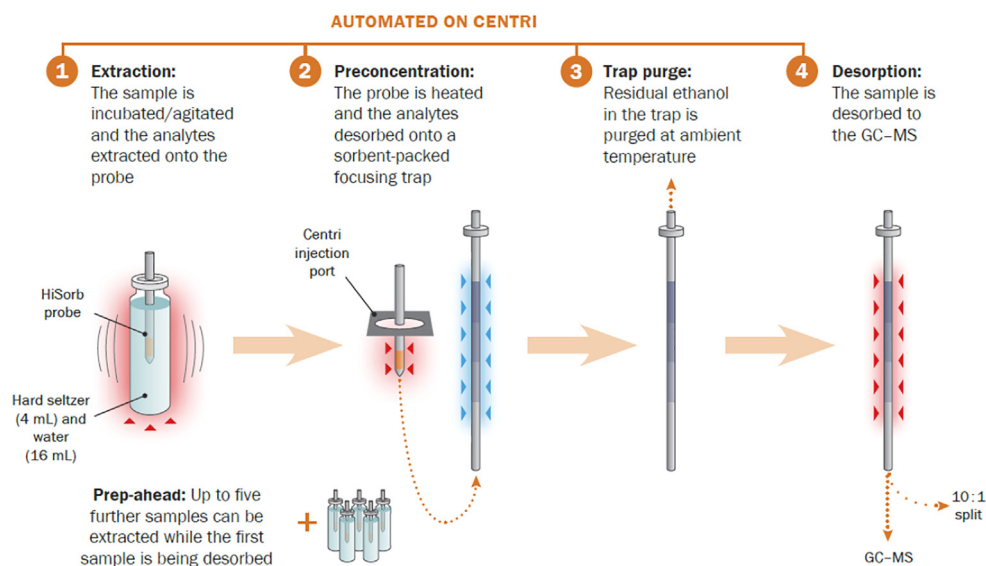 AUTOMATED ON CENTRI
1
Extraction:
The sample is
incubated/agitated
and the analytes
extracted onto the
probe
2
Preconcentration:
The probe is heated
and the analytes
desorbed onto a
sorbent-packed
focusing trap
3
Trap purge:
Residual ethanol
in the trap is
purged at ambient
temperature
4
Desorption:
The sample is
desorbed to
the GC–MS
HiSorb
probe
Hard seltzer
(4 mL) and
water
(16 mL)
Centri
injection
port
Prep-ahead: Up to five
further samples can be
extracted while the first
sample is being desorbed
+
10:1
split
GC–MS